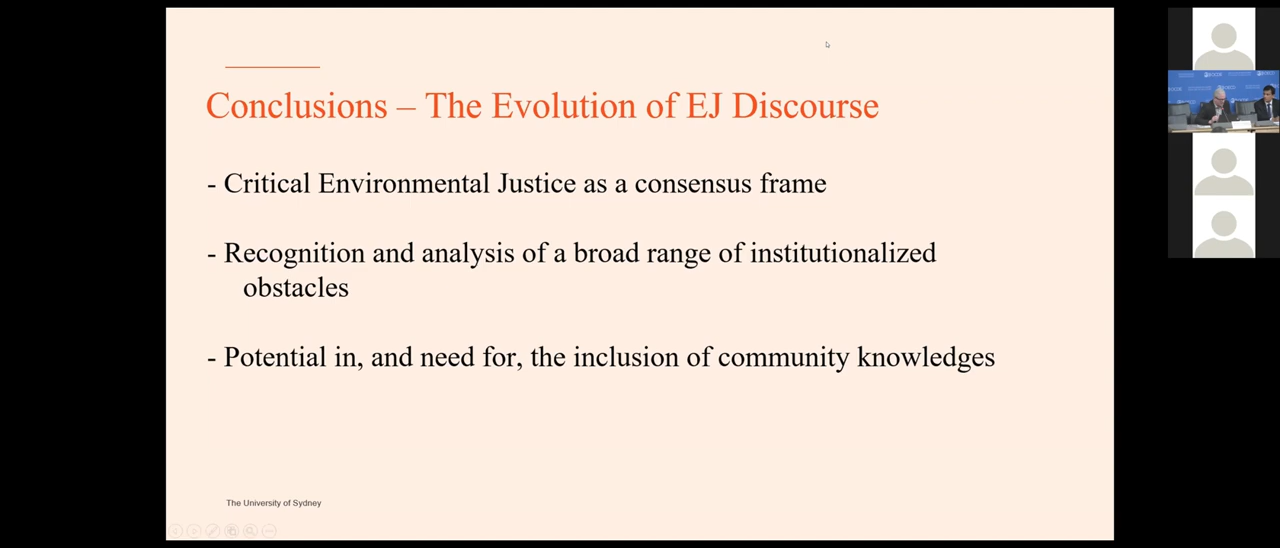 Conclusions – The Evolution of EJ Discourse
- Critical Environmental Justice as a consensus frame
- Recognition and analysis of a broad range of institutionalized
obstacles
- Potential in, and need for, the inclusion of community knowledges
The University of Sydney